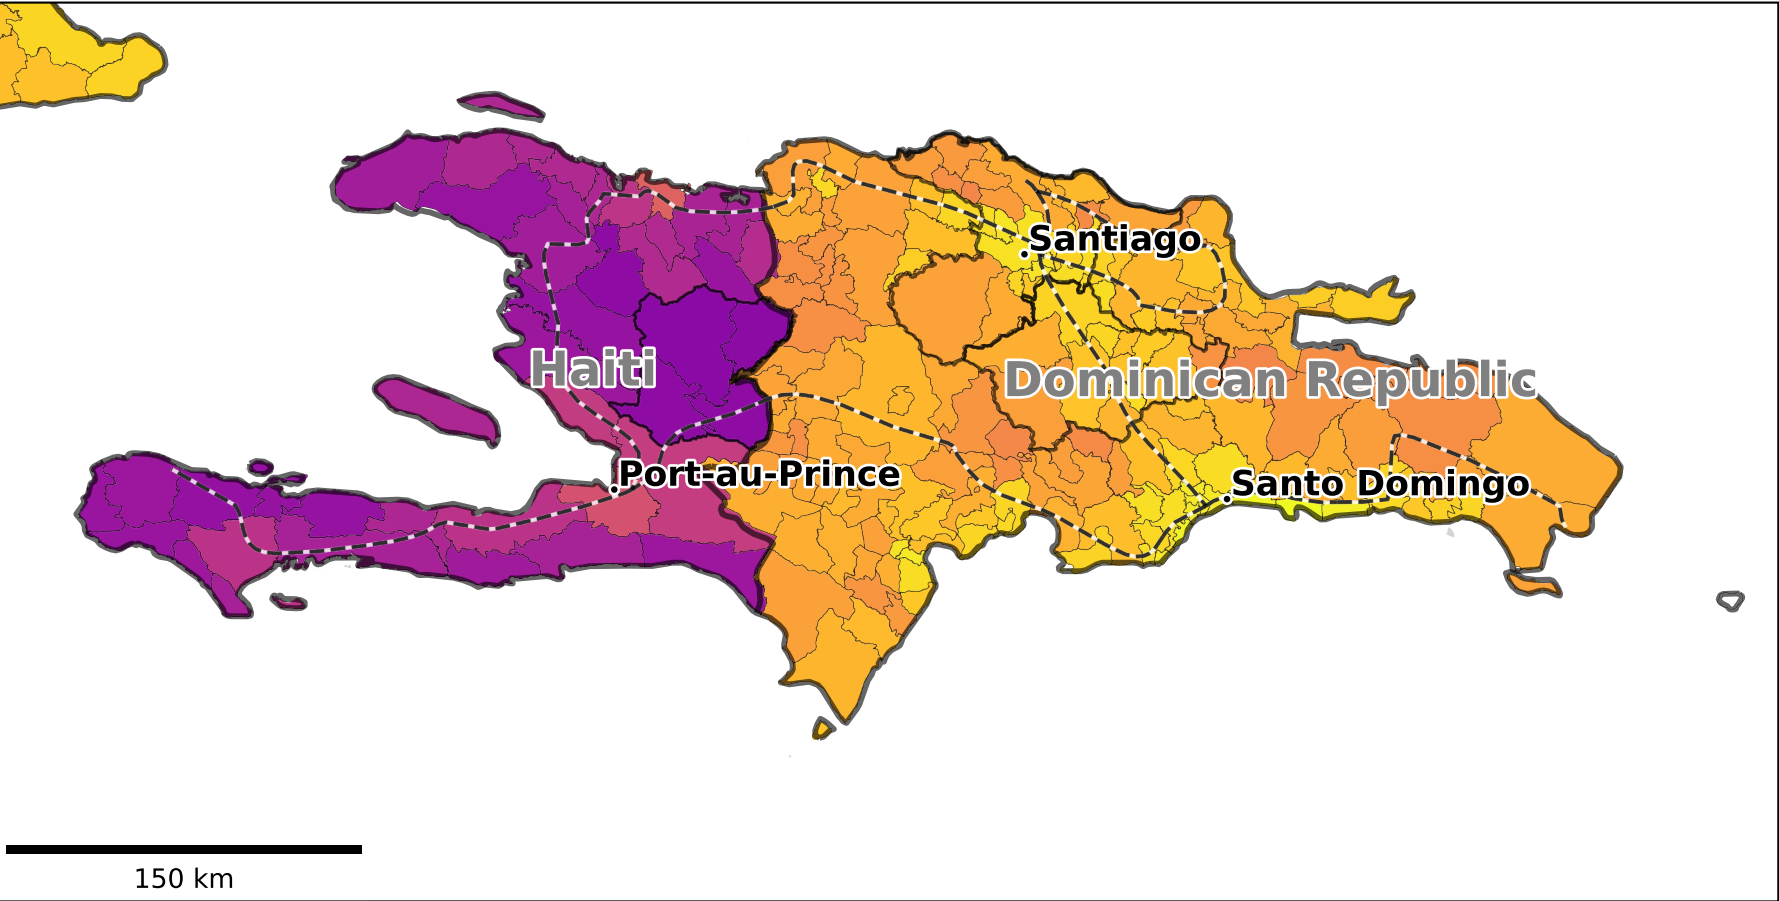 Santiago
Haiti
Dominican Republic
Port-au-Prince
Santo Domingo
150 km